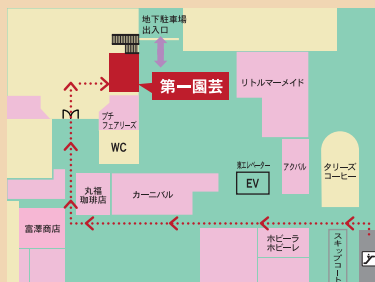 地下駐車場
出入口
第一園芸
リトルマーメイド
プチ
フェアリーズ
WC
東エレベーター
EV
アクバル
タリーズ
コーヒー
丸福
珈琲店
カーニバル
富澤商店
ホビーラ
ホビーレ
スキップコート